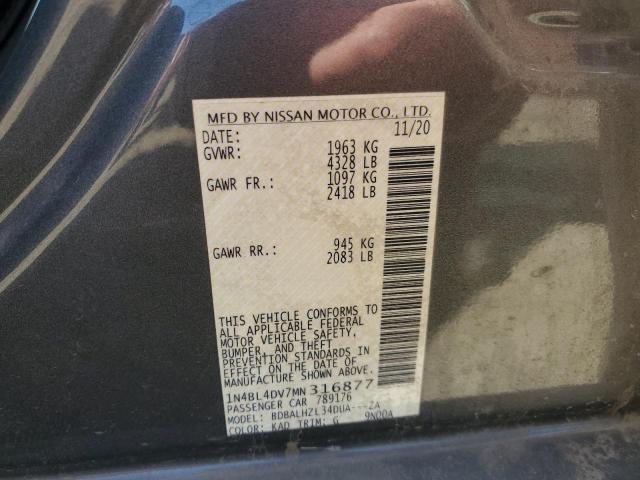 MFD BY NISSAN MOTOR CO., LTD.
DATE: 11/20
GVWR: 1963 KG
4328 LB
GAWR FR.: 1097 KG
2418 LB
GAWR RR.: 945 KG
2083 LB
THIS VEHICLE CONFORMS TO
ALL APPLICABLE FEDERAL
MOTOR VEHICLE SAFETY,
BUMPER, AND THEFT
PREVENTION STANDARDS IN
EFFECT ON THE DATE OF
MANUFACTURE SHOWN ABOVE.
1N4BL4DV7MN316877
PASSENGER CAR 789176
BDBALHZL34DUA---ZA
COLOR: KAD TRIM: G 9N00A